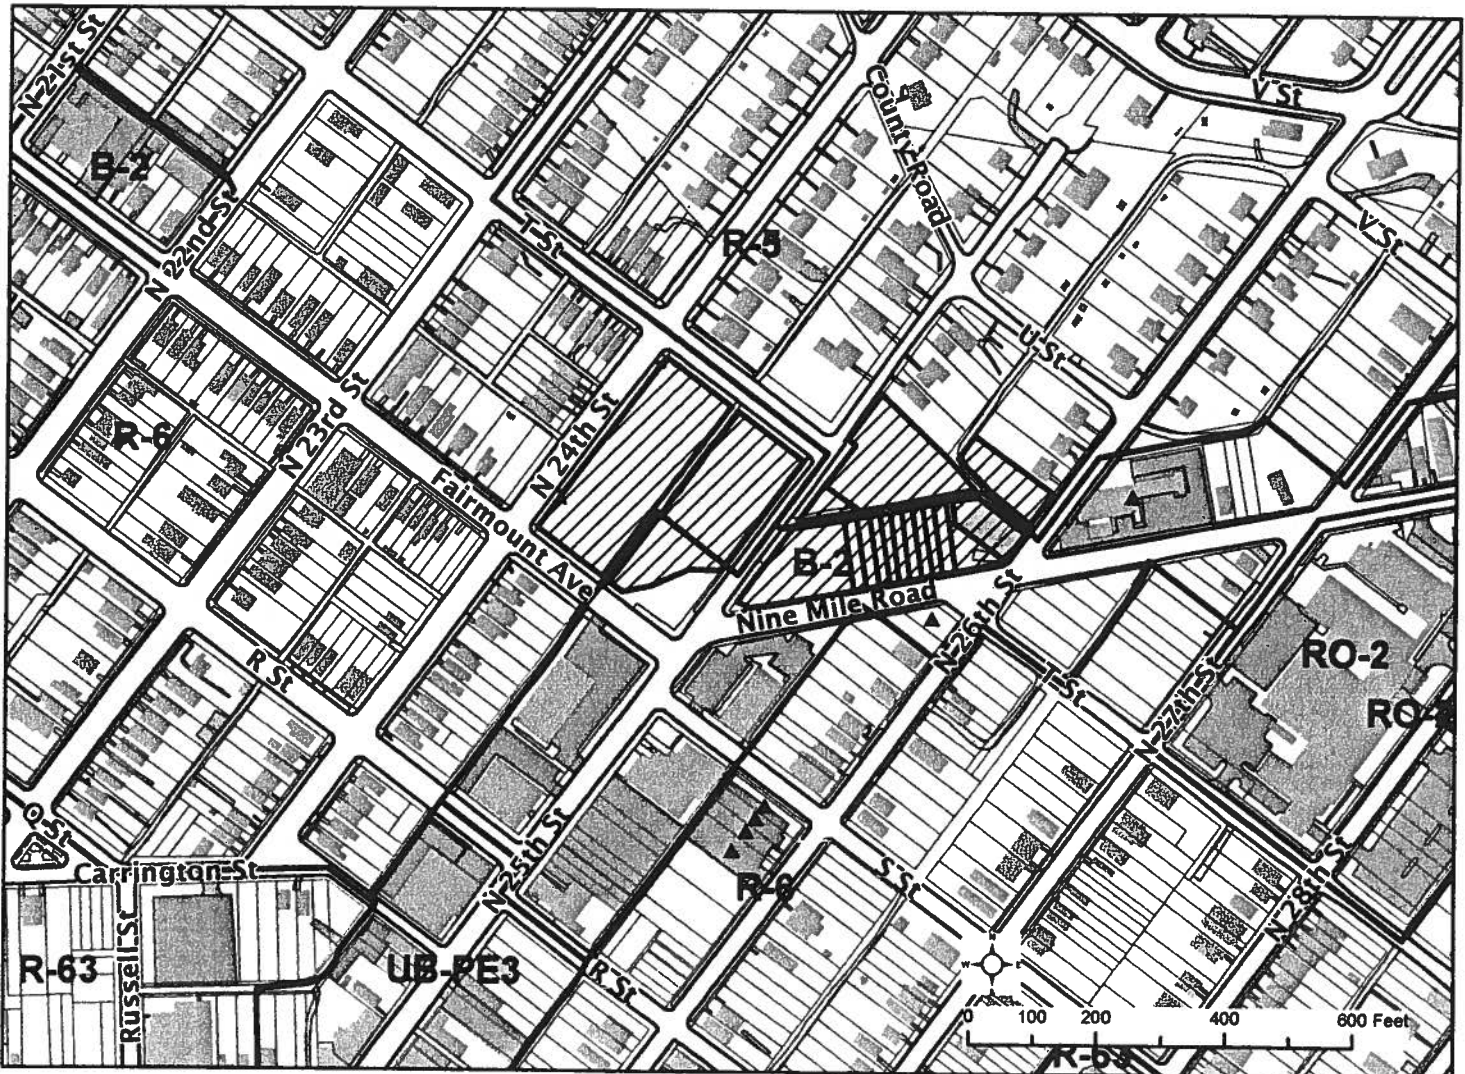 N 21st St
V St
County Road
B-2
N 22nd St
T St
R-5
V St
U St
N 24th St
N 23rd St
R-6
Fairmount Ave
B-2
Nine Mile Road
N 26th St
RO-2
T St
R St
N 27th St
O St
Carrington St
N 25th St
S St
R-6
N 28th St
Russell St
R-63
UB-PE3
R St
N
W E
0 100 200 400 600 Feet
R-63